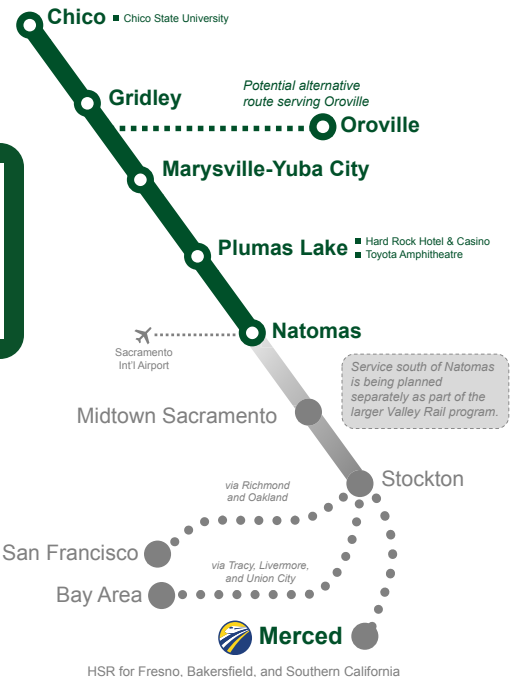 Chico
Chico State University
Gridley
Potential alternative
route serving Oroville
Oroville
Marysville-Yuba City
Plumas Lake
Hard Rock Hotel & Casino
Toyota Amphitheatre
Natomas
Sacramento
Int'l Airport
Service south of Natomas
is being planned
separately as part of the
larger Valley Rail program.
Midtown Sacramento
Stockton
via Richmond
and Oakland
San Francisco
via Tracy, Livermore,
and Union City
Bay Area
Merced
HSR for Fresno, Bakersfield, and Southern California